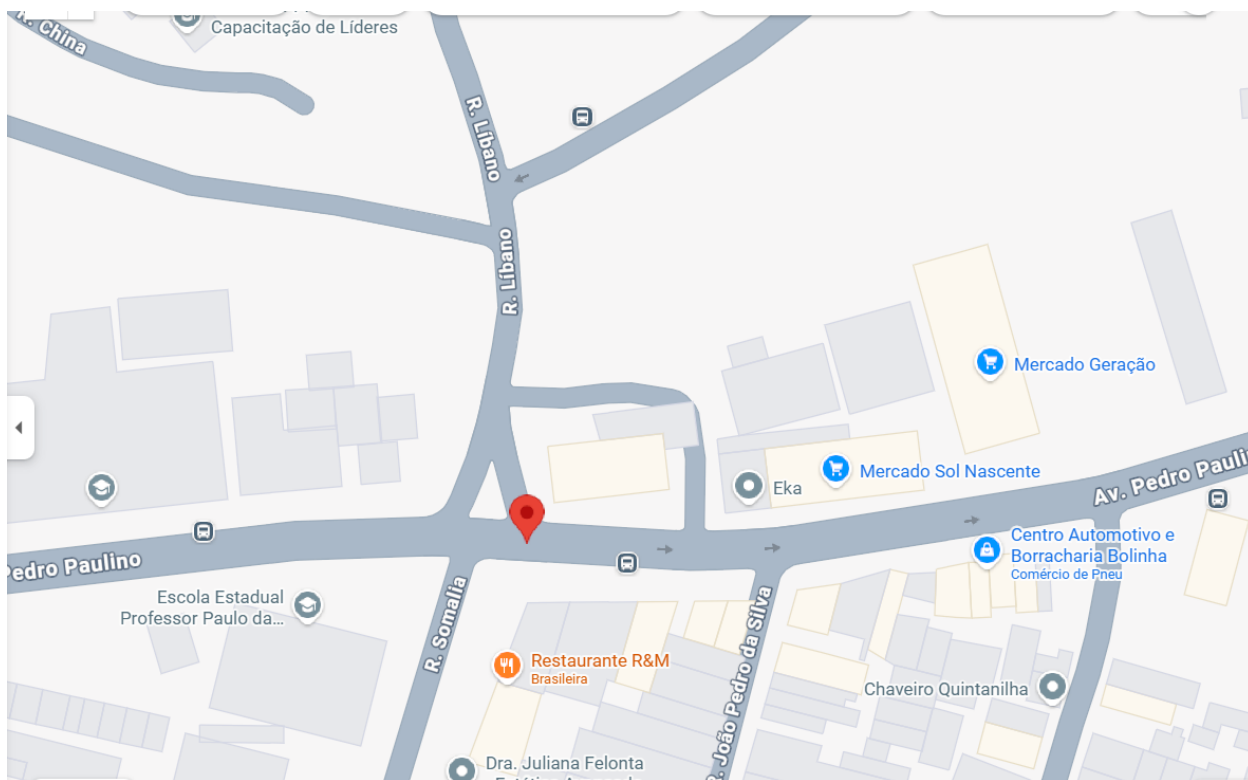 R. China
Capacitação de Líderes
R. Líbano
R. Líbano
Mercado Geração
Mercado Sol Nascente
Eka
Av. Pedro Paulin
Centro Automotivo e
Borracharia Bolinha
Comércio de Pneu
Pedro Paulino
Escola Estadual
Professor Paulo da...
R. Somalia
R. João Pedro da Silva
Restaurante R&M
Brasileira
Chaveiro Quintanilha
Dra. Juliana Felonta